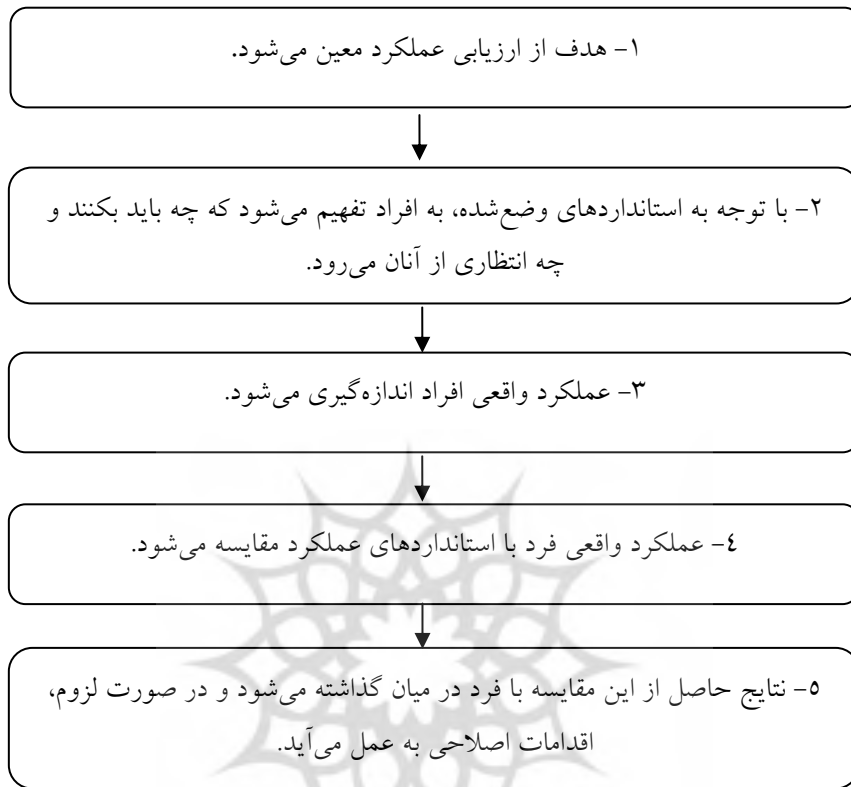 ۱- هدف از ارزیابی عملکرد معین می‌شود.
۲- با توجه به استانداردهای وضع‌شده، به افراد تفهیم می‌شود که چه باید بکنند و
چه انتظاری از آنان می‌رود.
۳- عملکرد واقعی افراد اندازه‌گیری می‌شود.
٤- عملکرد واقعی فرد با استانداردهای عملکرد مقایسه می‌شود.
٥- نتایج حاصل از این مقایسه با فرد در میان گذاشته می‌شود و در صورت لزوم،
اقدامات اصلاحی به عمل می‌آید.